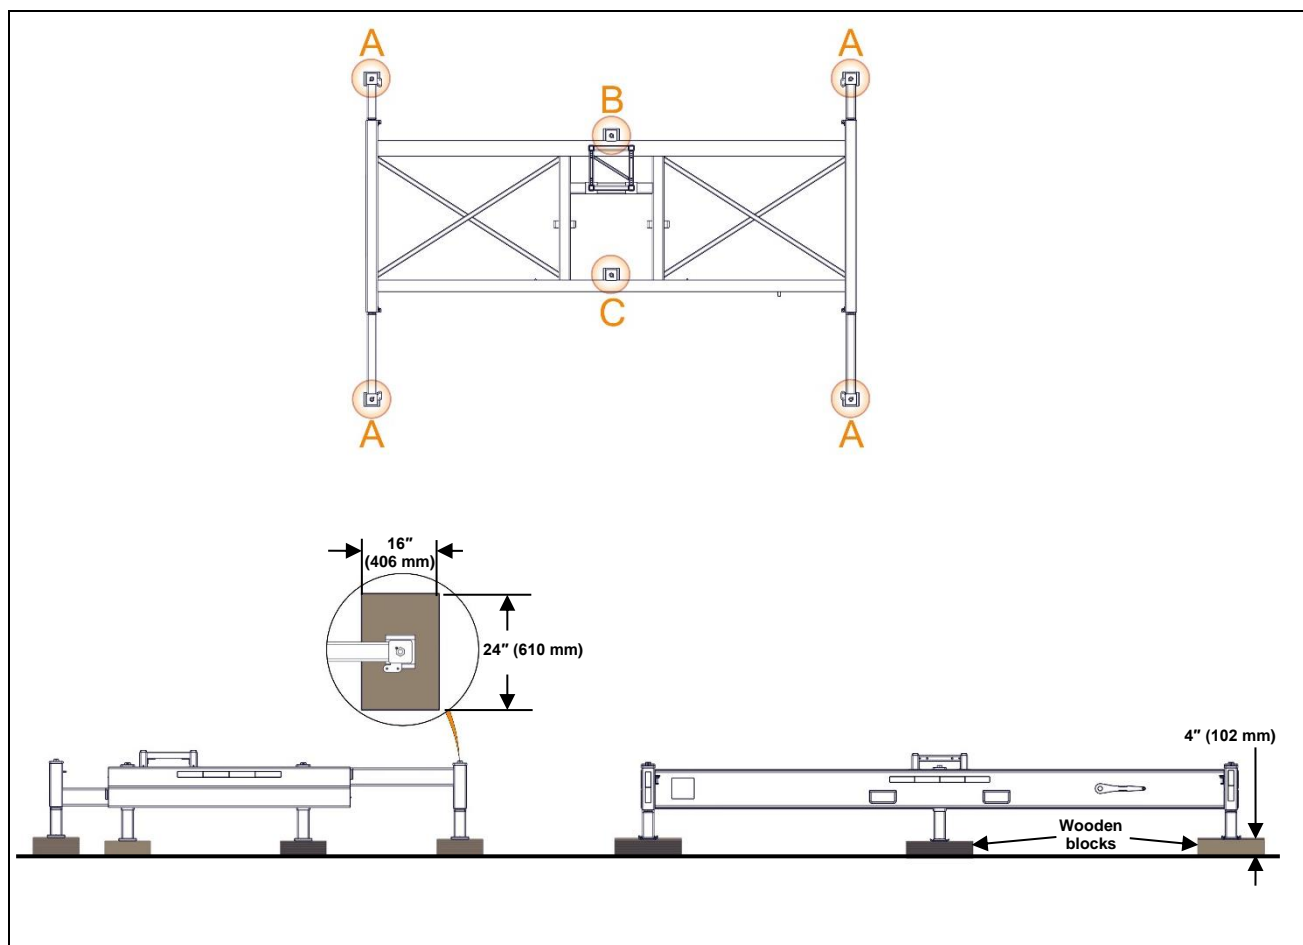 A
A
B
C
A
A
16″
(406 mm)
24″ (610 mm)
4″ (102 mm)
Wooden
blocks